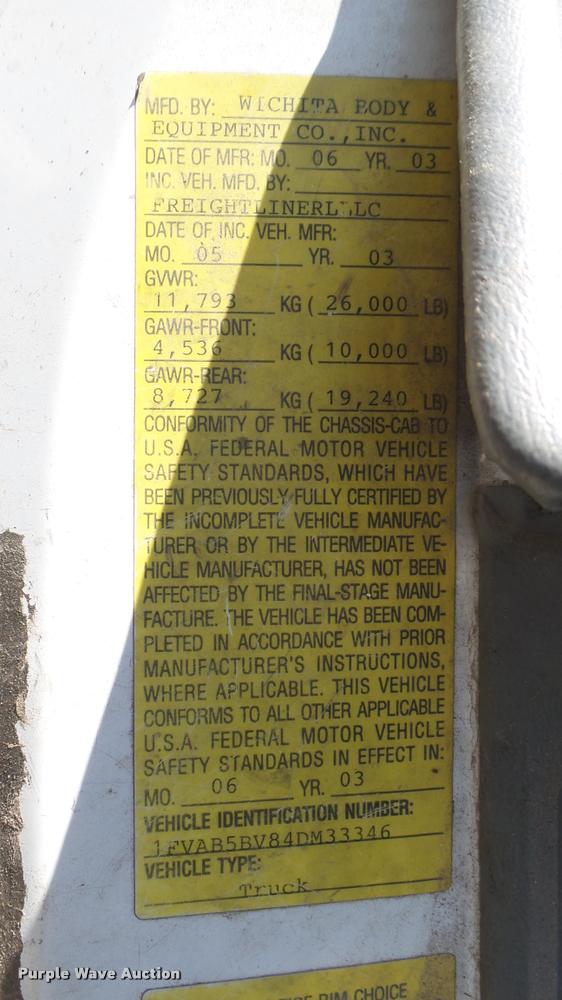 MFD. BY: WICHITA BODY &
EQUIPMENT CO., INC.
DATE OF MFR: MO. 06 YR. 03
INC. VEH. MFD. BY:
FREIGHTLINER LLC
DATE OF INC. VEH. MFR:
MO. 05 YR. 03
GVWR:
11,793 KG ( 26,000 LB)
GAWR-FRONT:
4,536 KG ( 10,000 LB)
GAWR-REAR:
8,727 KG ( 19,240 LB)
CONFORMITY OF THE CHASSIS-CAB TO
U.S.A. FEDERAL MOTOR VEHICLE
SAFETY STANDARDS, WHICH HAVE
BEEN PREVIOUSLY FULLY CERTIFIED BY
THE INCOMPLETE VEHICLE MANUFAC-
TURER OR BY THE INTERMEDIATE VE-
HICLE MANUFACTURER, HAS NOT BEEN
AFFECTED BY THE FINAL-STAGE MANU-
FACTURE. THE VEHICLE HAS BEEN COM-
PLETED IN ACCORDANCE WITH PRIOR
MANUFACTURER'S INSTRUCTIONS,
WHERE APPLICABLE. THIS VEHICLE
CONFORMS TO ALL OTHER APPLICABLE
U.S.A. FEDERAL MOTOR VEHICLE
SAFETY STANDARDS IN EFFECT IN:
MO. 06 YR. 03
VEHICLE IDENTIFICATION NUMBER:
1FVAB5BV84DM33346
VEHICLE TYPE:
Truck
RIM CHOICE
Purple Wave Auction